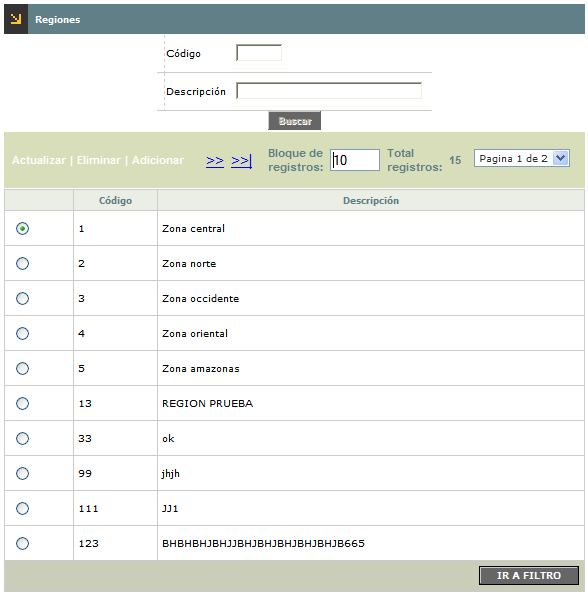 Regiones
Código
Descripción
Buscar
Actualizar | Eliminar | Adicionar >> >>| Bloque de registros: 10 Total registros: 15 Pagina 1 de 2
Código Descripción
1 Zona central
2 Zona norte
3 Zona occidente
4 Zona oriental
5 Zona amazonas
13 REGION PRUEBA
33 ok
99 jhjh
111 JJ1
123 BHBHBHJBHJJBHJBHJBHJBHJBHJB665
IR A FILTRO